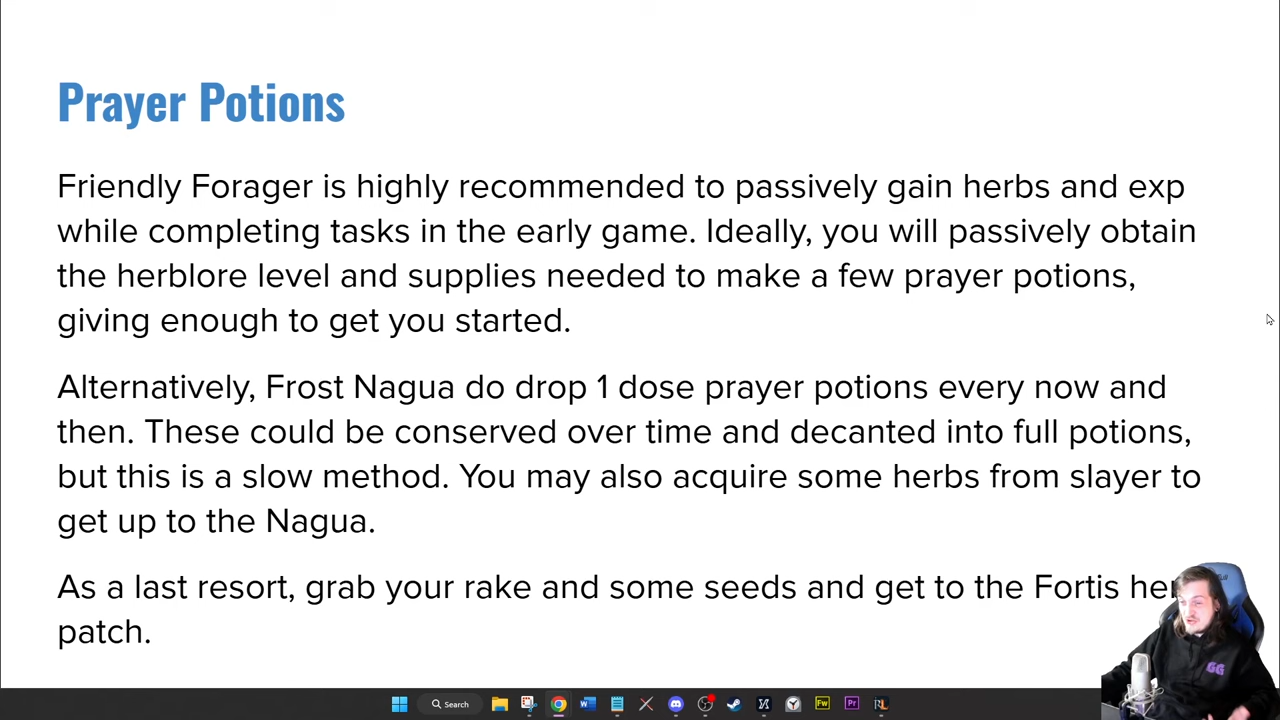 Prayer Potions
Friendly Forager is highly recommended to passively gain herbs and exp
while completing tasks in the early game. Ideally, you will passively obtain
the herblore level and supplies needed to make a few prayer potions,
giving enough to get you started.
Alternatively, Frost Nagua do drop 1 dose prayer potions every now and
then. These could be conserved over time and decanted into full potions,
but this is a slow method. You may also acquire some herbs from slayer to
get up to the Nagua.
As a last resort, grab your rake and some seeds and get to the Fortis her
patch.
GG
Search
W
X
Fw
Pr
RL